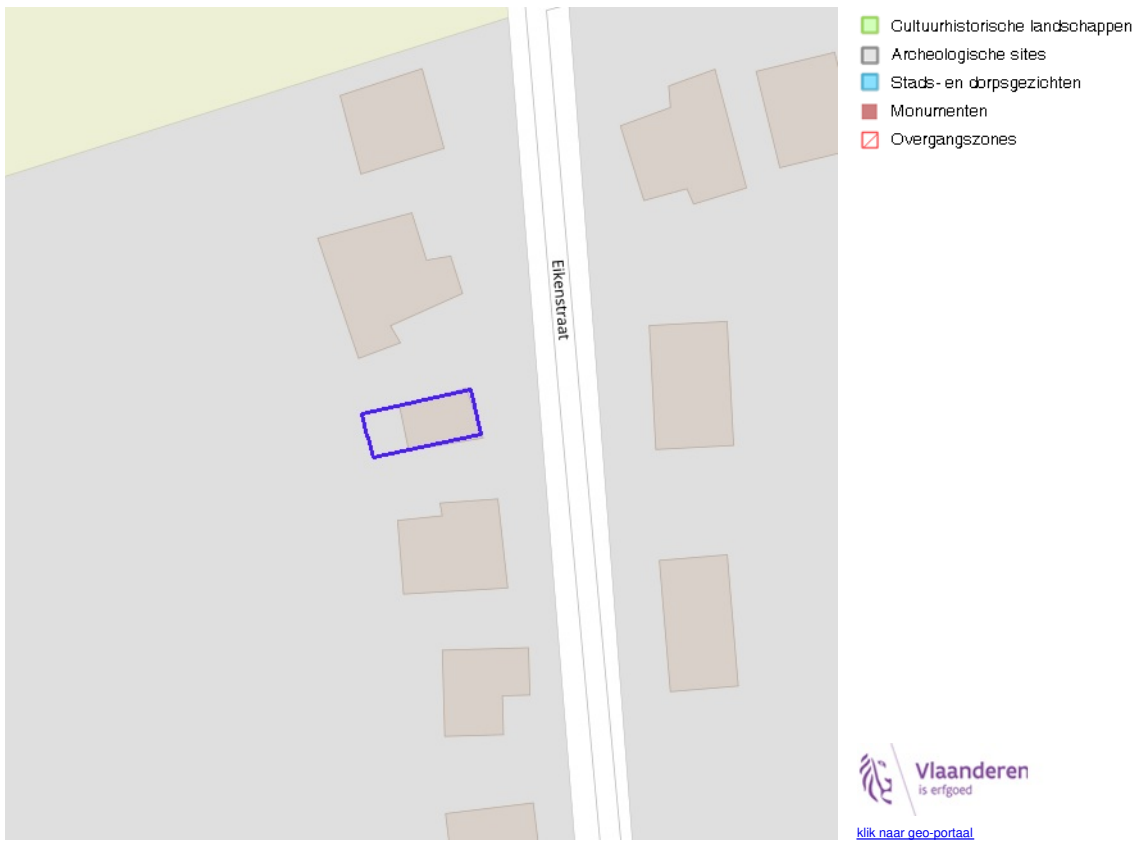 Cultuurhistorische landschappen
Archeologische sites
Stads- en dorpsgezichten
Monumenten
Overgangszones
Eikenstraat
Vlaanderen
is erfgoed
klik naar geo-portaal